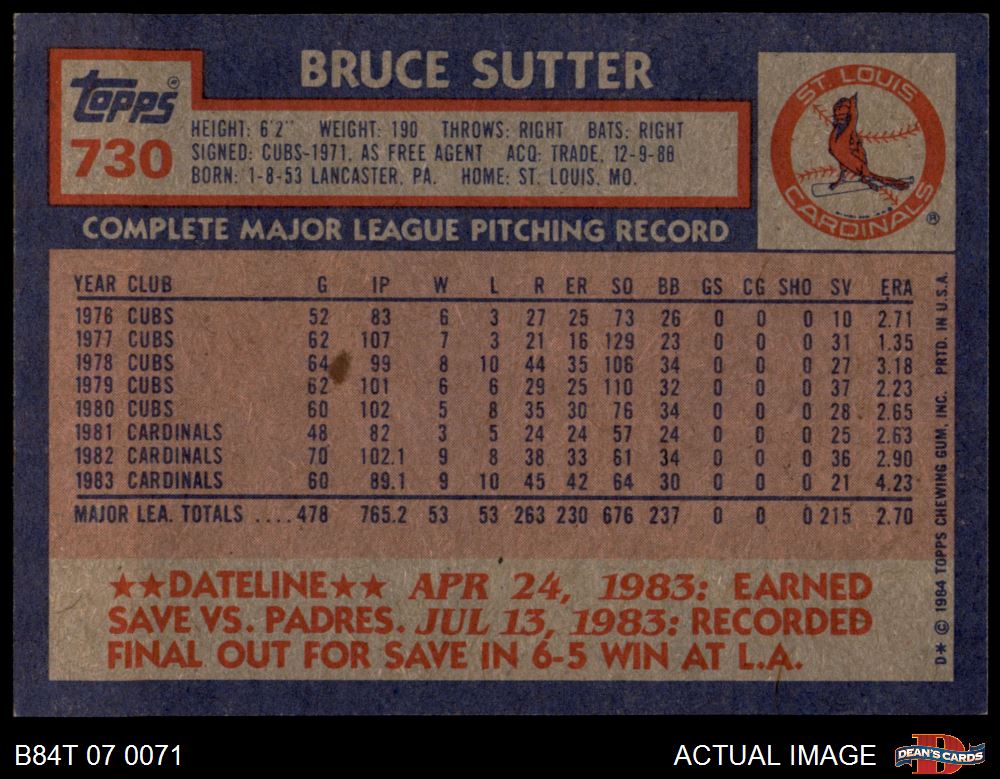 BRUCE SUTTER
Topps®
730
HEIGHT: 6'2" WEIGHT: 190 THROWS: RIGHT BATS: RIGHT
SIGNED: CUBS-1971, AS FREE AGENT ACQ: TRADE, 12-9-80
BORN: 1-8-53 LANCASTER, PA. HOME: ST. LOUIS, MO.
ST. LOUIS
CARDINALS®
COMPLETE MAJOR LEAGUE PITCHING RECORD
YEAR CLUB G IP W L R ER SO BB GS CG SHO SV ERA
1976 CUBS 52 83 6 3 27 25 73 26 0 0 0 10 2.71
1977 CUBS 62 107 7 3 21 16 129 23 0 0 0 31 1.35
1978 CUBS 64 99 8 10 44 35 106 34 0 0 0 27 3.18
1979 CUBS 62 101 6 6 29 25 110 32 0 0 0 37 2.23
1980 CUBS 60 102 5 8 35 30 76 34 0 0 0 28 2.65
1981 CARDINALS 48 82 3 5 24 24 57 24 0 0 0 25 2.63
1982 CARDINALS 70 102.1 9 8 38 33 61 34 0 0 0 36 2.90
1983 CARDINALS 60 89.1 9 10 45 42 64 30 0 0 0 21 4.23
MAJOR LEA. TOTALS ....478 765.2 53 53 263 230 676 237 0 0 0 215 2.70
★★DATELINE★★ APR 24, 1983: EARNED
SAVE VS. PADRES. JUL 13, 1983: RECORDED
FINAL OUT FOR SAVE IN 6-5 WIN AT L.A.
D* © 1984 TOPPS CHEWING GUM, INC. PRTD. IN U.S.A.
B84T 07 0071
ACTUAL IMAGE
D
DEAN'S CARDS